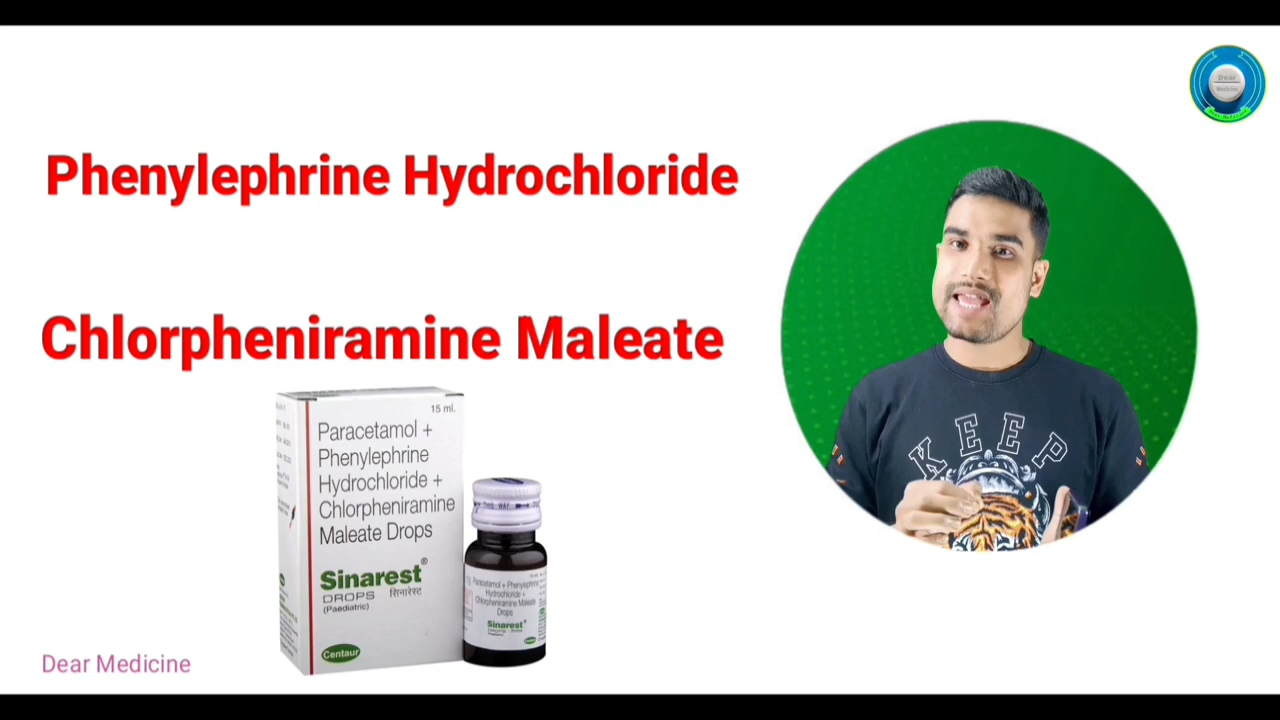 Phenylephrine Hydrochloride
Chlorpheniramine Maleate
15 ml.
Paracetamol +
Phenylephrine
Hydrochloride +
Chlorpheniramine
Maleate Drops
Sinarest®
DROPS सिनारेस्ट
(Paediatric)
Centaur
Paracetamol + Phenylephrine
Hydrochloride +
Chlorpheniramine Maleate
Drops
Sinarest®
KEEP
Dear Medicine